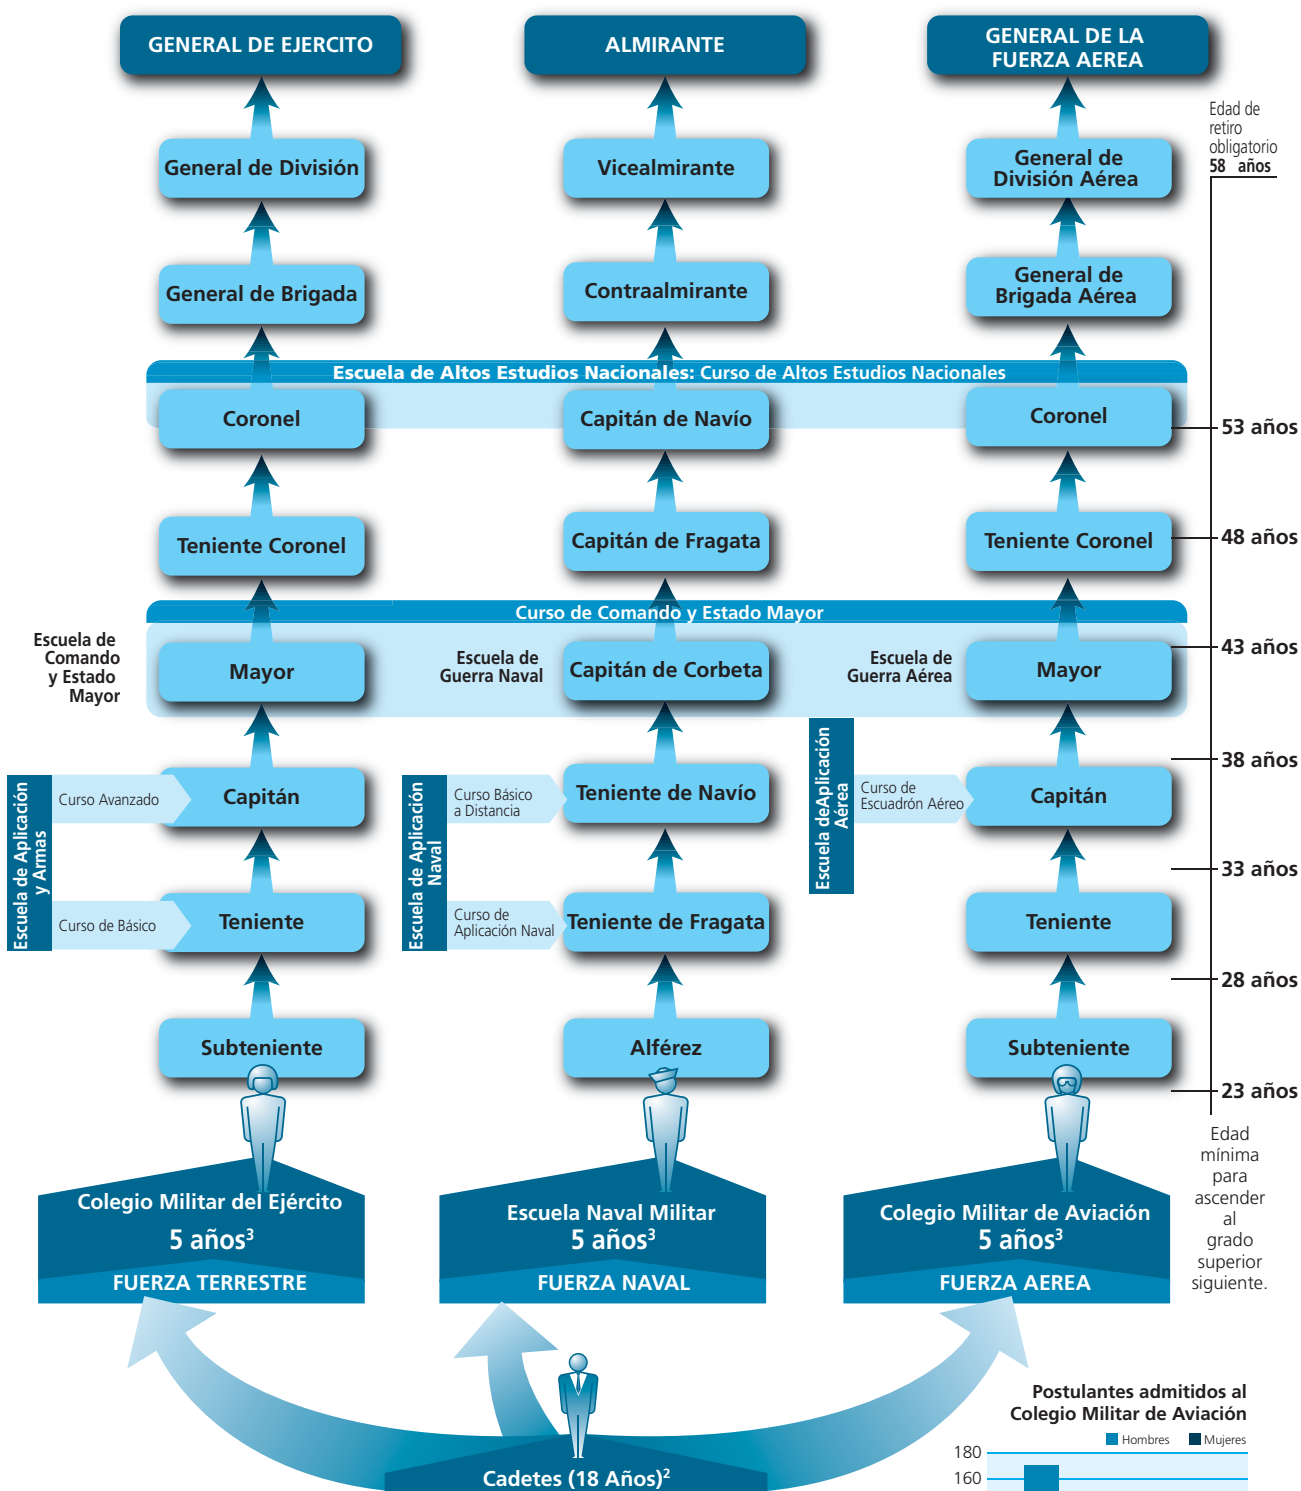 GENERAL DE EJERCITO
ALMIRANTE
GENERAL DE LA
FUERZA AEREA
Edad de
retiro
obligatorio
58 años
General de División
Vicealmirante
General de
División Aérea
General de Brigada
Contraalmirante
General de
Brigada Aérea
Escuela de Altos Estudios Nacionales: Curso de Altos Estudios Nacionales
Coronel
Capitán de Navío
Coronel
53 años
Teniente Coronel
Capitán de Fragata
Teniente Coronel
48 años
Curso de Comando y Estado Mayor
Escuela de
Comando
y Estado
Mayor
Mayor
Escuela de
Guerra Naval
Capitán de Corbeta
Escuela de
Guerra Aérea
Mayor
43 años
38 años
Escuela de Aplicación
y Armas
Curso Avanzado
Capitán
Escuela de Aplicación
Naval
Curso Básico
a Distancia
Teniente de Navío
Escuela deAplicación
Aérea
Curso de
Escuadrón Aéreo
Capitán
33 años
Curso de Básico
Teniente
Curso de
Aplicación Naval
Teniente de Fragata
Teniente
28 años
Subteniente
Alférez
Subteniente
23 años
Edad
mínima
para
ascender
al
grado
superior
siguiente.
Colegio Militar del Ejército
5 años3
FUERZA TERRESTRE
Escuela Naval Militar
5 años3
FUERZA NAVAL
Colegio Militar de Aviación
5 años3
FUERZA AEREA
Cadetes (18 Años)2
Postulantes admitidos al
Colegio Militar de Aviación
Hombres Mujeres
180
160